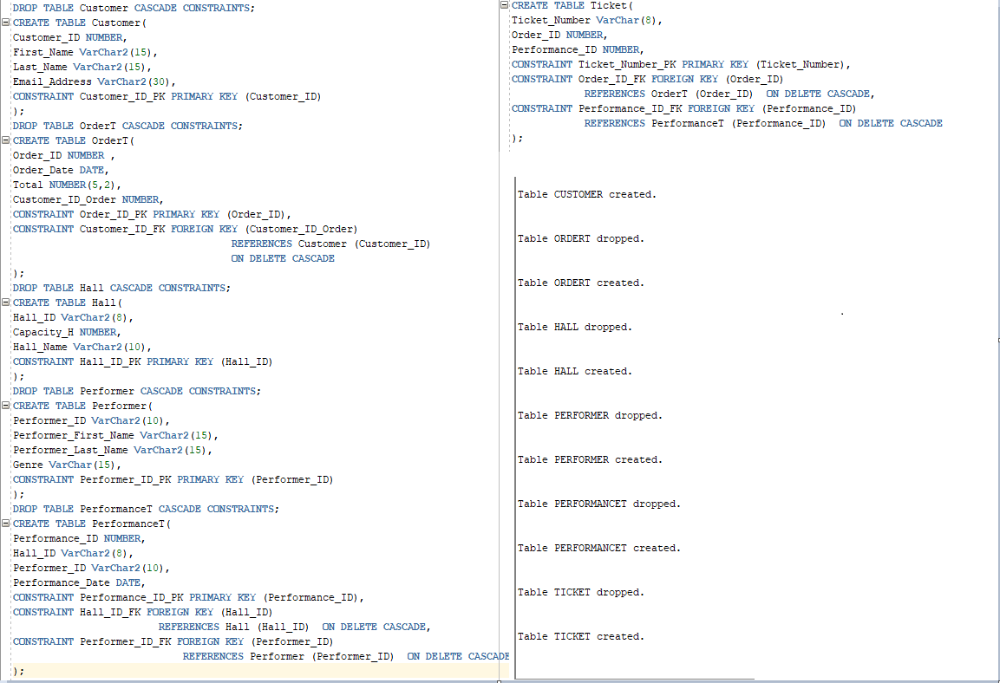 DROP TABLE Customer CASCADE CONSTRAINTS;
CREATE TABLE Customer(
Customer_ID NUMBER,
First_Name VarChar2(15),
Last_Name VarChar2(15),
Email_Address VarChar2(30),
CONSTRAINT Customer_ID_PK PRIMARY KEY (Customer_ID)
);
DROP TABLE OrderT CASCADE CONSTRAINTS;
CREATE TABLE OrderT(
Order_ID NUMBER ,
Order_Date DATE,
Total NUMBER(5,2),
Customer_ID_Order NUMBER,
CONSTRAINT Order_ID_PK PRIMARY KEY (Order_ID),
CONSTRAINT Customer_ID_FK FOREIGN KEY (Customer_ID_Order)
REFERENCES Customer (Customer_ID)
ON DELETE CASCADE
);
DROP TABLE Hall CASCADE CONSTRAINTS;
CREATE TABLE Hall(
Hall_ID VarChar2(8),
Capacity_H NUMBER,
Hall_Name VarChar2(10),
CONSTRAINT Hall_ID_PK PRIMARY KEY (Hall_ID)
);
DROP TABLE Performer CASCADE CONSTRAINTS;
CREATE TABLE Performer(
Performer_ID VarChar2(10),
Performer_First_Name VarChar2(15),
Performer_Last_Name VarChar2(15),
Genre VarChar(15),
CONSTRAINT Performer_ID_PK PRIMARY KEY (Performer_ID)
);
DROP TABLE PerformanceT CASCADE CONSTRAINTS;
CREATE TABLE PerformanceT(
Performance_ID NUMBER,
Hall_ID VarChar2(8),
Performer_ID VarChar2(10),
Performance_Date DATE,
CONSTRAINT Performance_ID_PK PRIMARY KEY (Performance_ID),
CONSTRAINT Hall_ID_FK FOREIGN KEY (Hall_ID)
REFERENCES Hall (Hall_ID)  ON DELETE CASCADE,
CONSTRAINT Performer_ID_FK FOREIGN KEY (Performer_ID)
REFERENCES Performer (Performer_ID)  ON DELETE CASCADE
);
CREATE TABLE Ticket(
Ticket_Number VarChar(8),
Order_ID NUMBER,
Performance_ID NUMBER,
CONSTRAINT Ticket_Number_PK PRIMARY KEY (Ticket_Number),
CONSTRAINT Order_ID_FK FOREIGN KEY (Order_ID)
REFERENCES OrderT (Order_ID)  ON DELETE CASCADE,
CONSTRAINT Performance_ID_FK FOREIGN KEY (Performance_ID)
REFERENCES PerformanceT (Performance_ID)  ON DELETE CASCADE
);
Table CUSTOMER created.
Table ORDERT dropped.
Table ORDERT created.
Table HALL dropped.
Table HALL created.
Table PERFORMER dropped.
Table PERFORMER created.
Table PERFORMANCET dropped.
Table PERFORMANCET created.
Table TICKET dropped.
Table TICKET created.